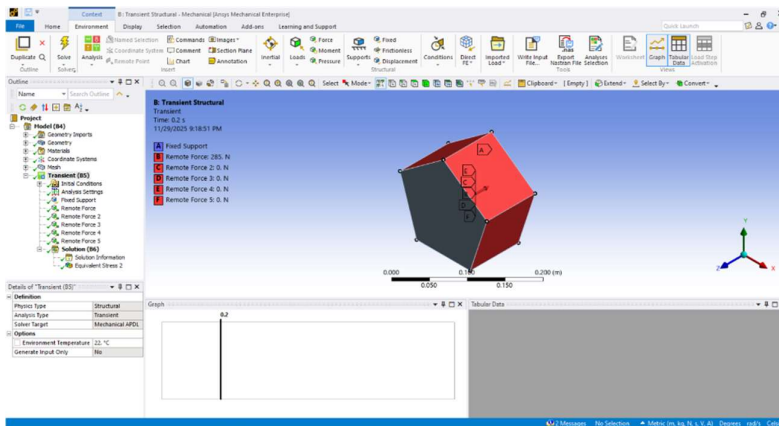 Context
B : Transient Structural - Mechanical [Ansys Mechanical Enterprise]
File Home Environment Display Selection Automation Add-ons Learning and Support
Quick Launch
Duplicate Solve Analysis
Named Selection Commands Images
Coordinate System Comment Section Plane
Remote Point Chart Annotation
Inertial Loads Force Moment Pressure
Supports Fixed Frictionless Displacement
Conditions Direct FE Imported Load Write Input File... Export Nastran File Analyses Selection Worksheet Graph Tabular Data Load Step Activation
Outline Solver Insert Structural Tools Views
Outline
Name Search Outline
Select Mode Clipboard [ Empty ] Extend Select By Convert
Project
Model (B4)
Geometry Imports
Geometry
Materials
Coordinate Systems
Mesh
Transient (B5)
Initial Conditions
Analysis Settings
Fixed Support
Remote Force
Remote Force 2
Remote Force 3
Remote Force 4
Remote Force 5
Solution (B6)
Solution Information
Equivalent Stress 2
B: Transient Structural
Transient
Time: 0.2 s
11/29/2025 9:18:51 PM
A Fixed Support
B Remote Force: 285. N
C Remote Force 2: 0. N
D Remote Force 3: 0. N
E Remote Force 4: 0. N
F Remote Force 5: 0. N
A
E
C
D
F
Y
Z X
0.000 0.100 0.200 (m)
0.050 0.150
Details of "Transient (B5)"
Definition
Physics Type Structural
Analysis Type Transient
Solver Target Mechanical APDL
Options
Environment Temperature 22. °C
Generate Input Only No
Graph
0.2
Tabular Data
2 Messages No Selection Metric (m, kg, N, s, V, A) Degrees rad/s